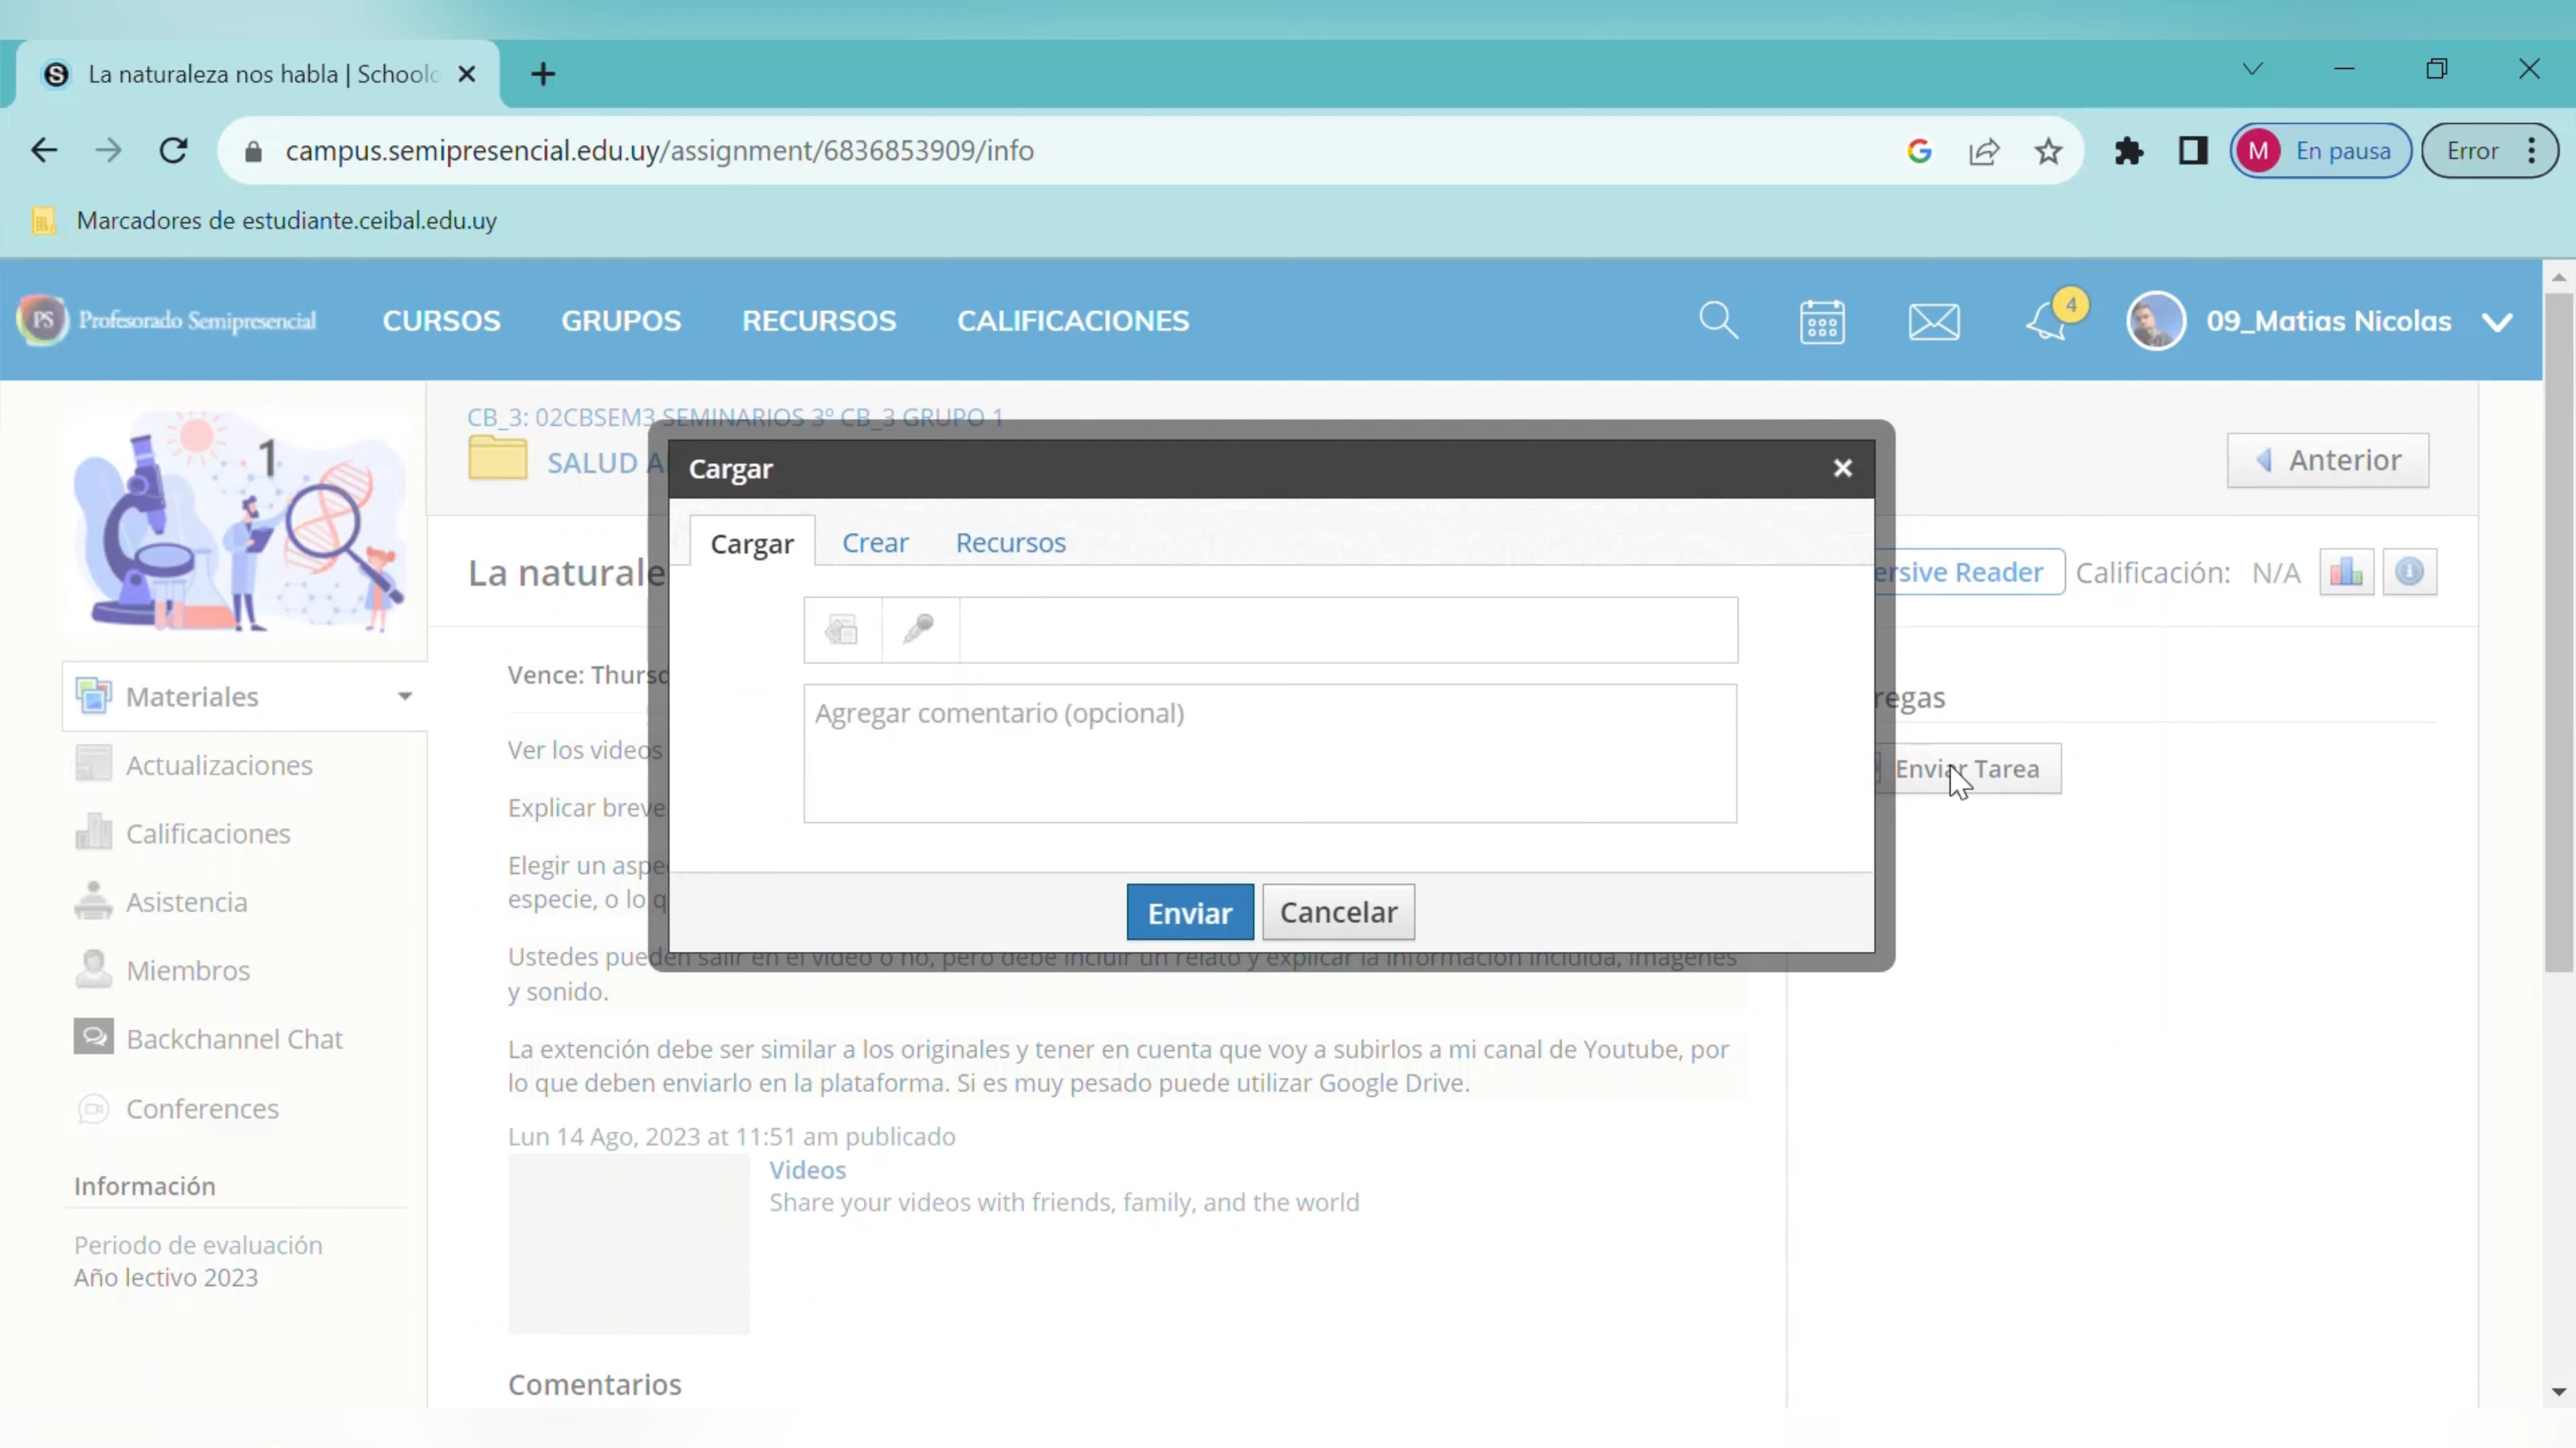 La naturaleza nos habla | Schoolo
campus.semipresencial.edu.uy/assignment/6836853909/info
M En pausa
Error
Marcadores de estudiante.ceibal.edu.uy
PS Profesorado Semipresencial
CURSOS
GRUPOS
RECURSOS
CALIFICACIONES
4
09_Matias Nicolas
1
CB_3: 02CBSEM3 SEMINARIOS 3º CB_3 GRUPO 1
SALUD A
Anterior
Cargar
Cargar
Crear
Recursos
La naturale
ersive Reader
Calificación: N/A
Materiales
Vence: Thursd
regas
Agregar comentario (opcional)
Actualizaciones
Ver los videos
Enviar Tarea
Calificaciones
Explicar breve
Elegir un aspe
especie, o lo q
Asistencia
Enviar
Cancelar
Miembros
Ustedes pueden salir en el video o no, pero debe incluir un relato y explicar la información incluida, imágenes
y sonido.
Backchannel Chat
La extención debe ser similar a los originales y tener en cuenta que voy a subirlos a mi canal de Youtube, por
lo que deben enviarlo en la plataforma. Si es muy pesado puede utilizar Google Drive.
Conferences
Lun 14 Ago, 2023 at 11:51 am publicado
Videos
Share your videos with friends, family, and the world
Información
Periodo de evaluación
Año lectivo 2023
Comentarios